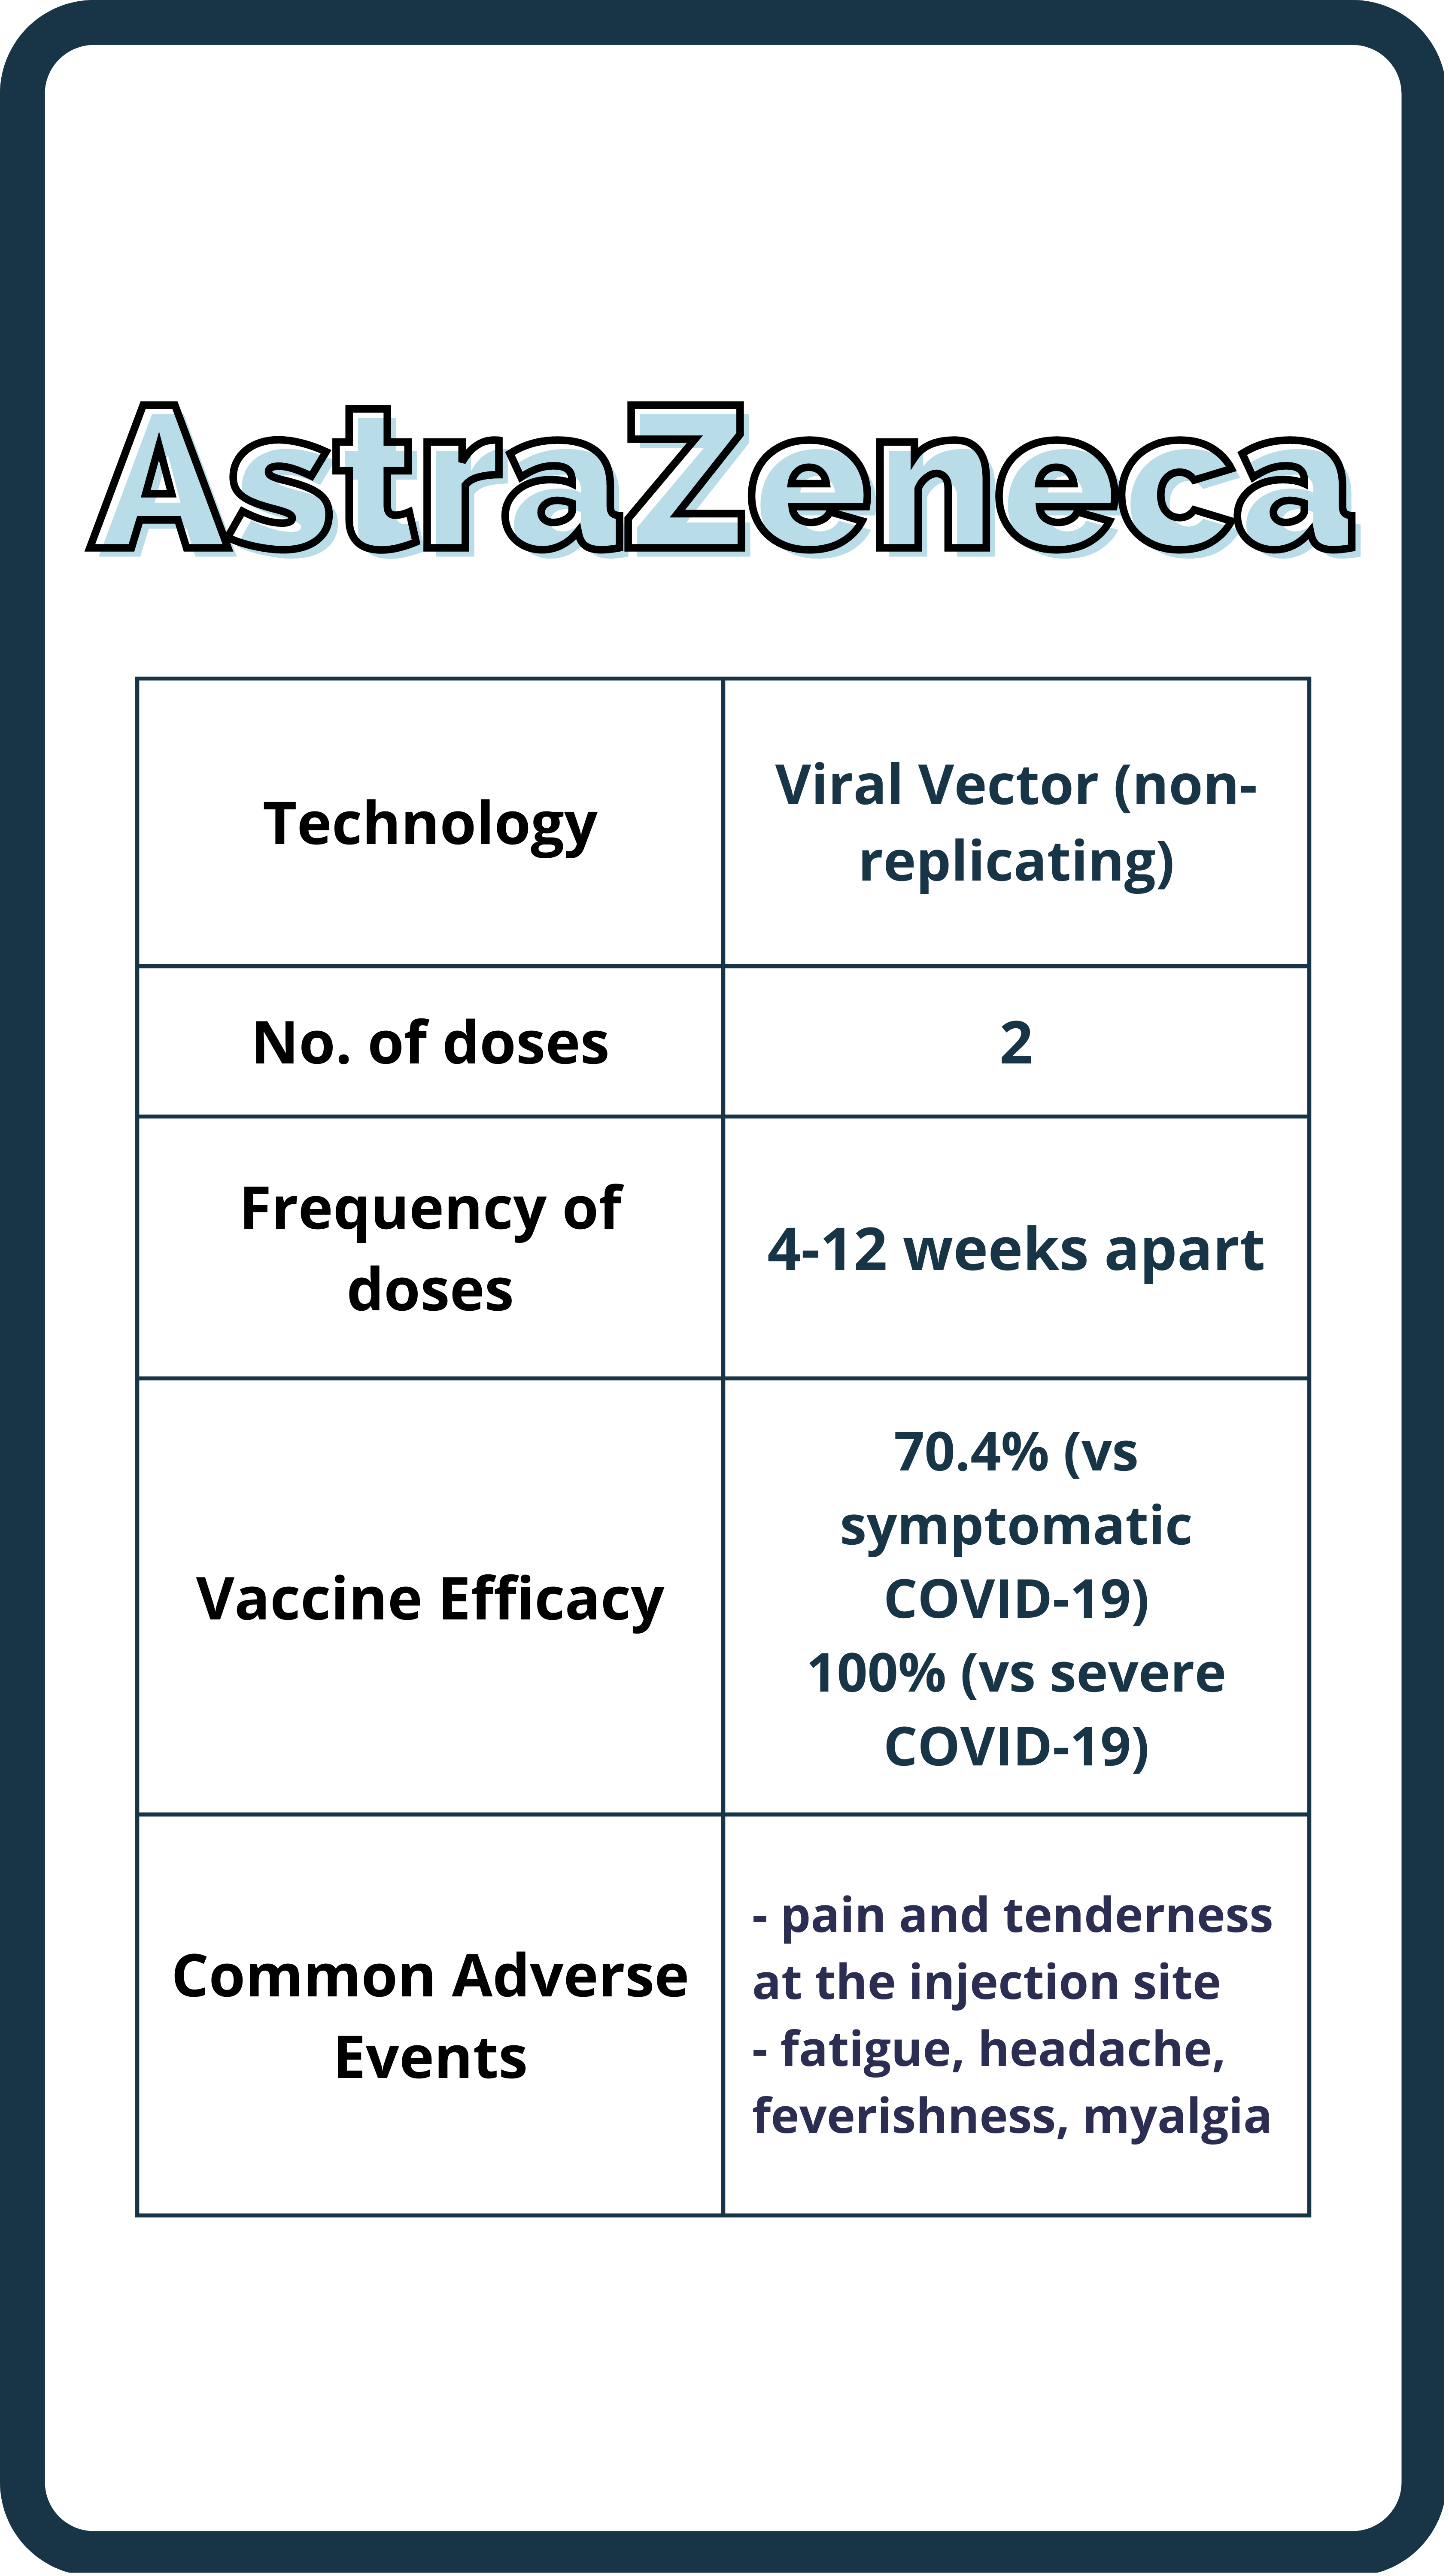 AstraZeneca
Technology
Viral Vector (non-
replicating)
No. of doses
2
Frequency of
doses
4-12 weeks apart
Vaccine Efficacy
70.4% (vs
symptomatic
COVID-19)
100% (vs severe
COVID-19)
Common Adverse
Events
- pain and tenderness
at the injection site
- fatigue, headache,
feverishness, myalgia